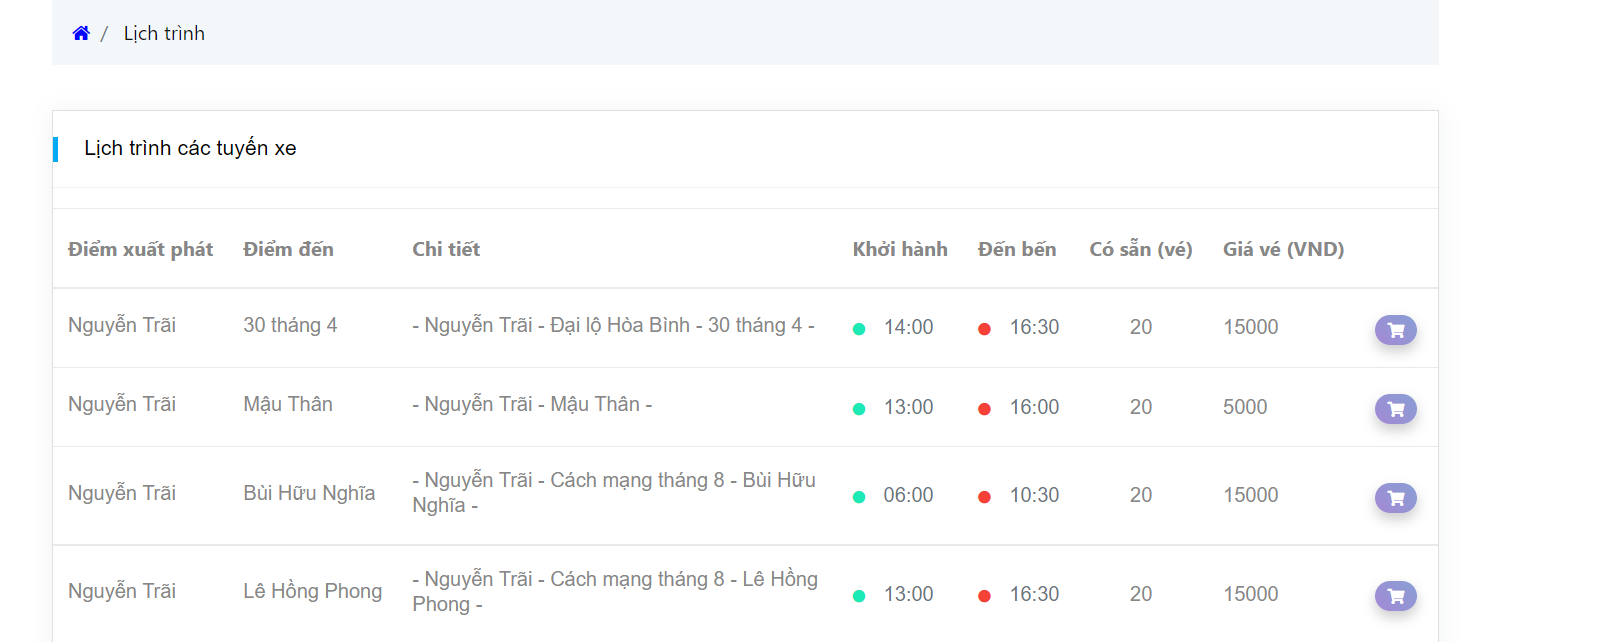 / Lịch trình
Lịch trình các tuyến xe
Điểm xuất phát Điểm đến Chi tiết Khởi hành Đến bến Có sẵn (vé) Giá vé (VND)
Nguyễn Trãi 30 tháng 4 - Nguyễn Trãi - Đại lộ Hòa Bình - 30 tháng 4 - 14:00 16:30 20 15000
Nguyễn Trãi Mậu Thân - Nguyễn Trãi - Mậu Thân - 13:00 16:00 20 5000
Nguyễn Trãi Bùi Hữu Nghĩa - Nguyễn Trãi - Cách mạng tháng 8 - Bùi Hữu
Nghĩa - 06:00 10:30 20 15000
Nguyễn Trãi Lê Hồng Phong - Nguyễn Trãi - Cách mạng tháng 8 - Lê Hồng
Phong - 13:00 16:30 20 15000